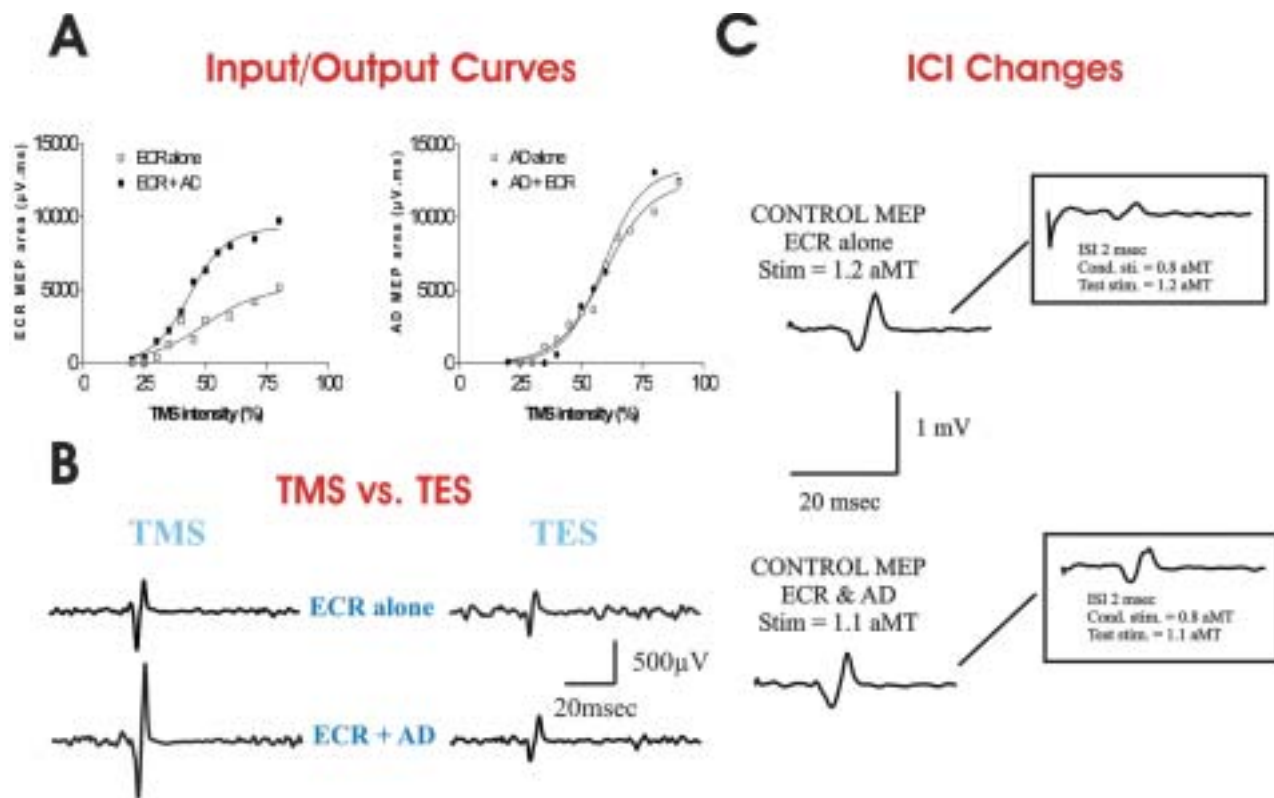 A
Input/Output Curves
15000
10000
5000
0
ECR MEP area (µV.ms)
ECR alone
ECR + AD
0 25 50 75 100
TMS intensity (%)
15000
10000
5000
0
AD MEP area (µV.ms)
AD alone
AD + ECR
0 25 50 75 100
TMS intensity (%)
B
TMS vs. TES
TMS
TES
ECR alone
500µV
20msec
ECR + AD
C
ICI Changes
CONTROL MEP
ECR alone
Stim = 1.2 aMT
ISI 2 msec
Cond. sti. = 0.8 aMT
Test stim. = 1.2 aMT
1 mV
20 msec
CONTROL MEP
ECR & AD
Stim = 1.1 aMT
ISI 2 msec
Cond. stim. = 0.8 aMT
Test stim. = 1.1 aMT